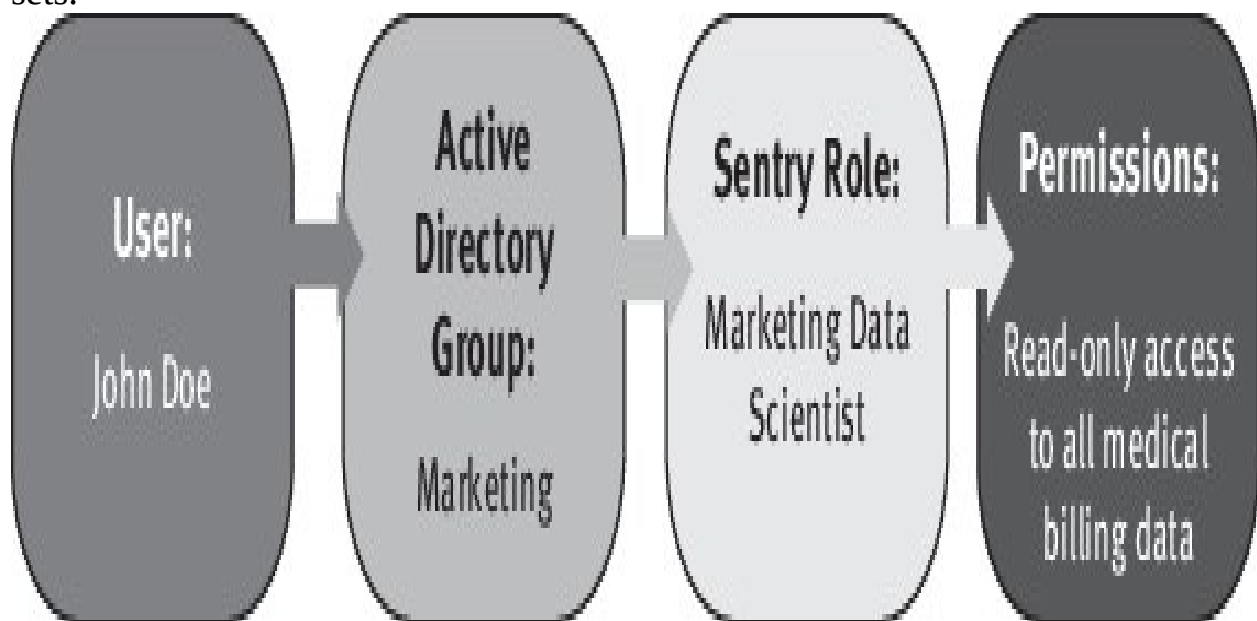 sets.
User:
John Doe
Active
Directory
Group:
Marketing
Sentry Role:
Marketing Data
Scientist
Permissions:
Read-only access
to all medical
billing data